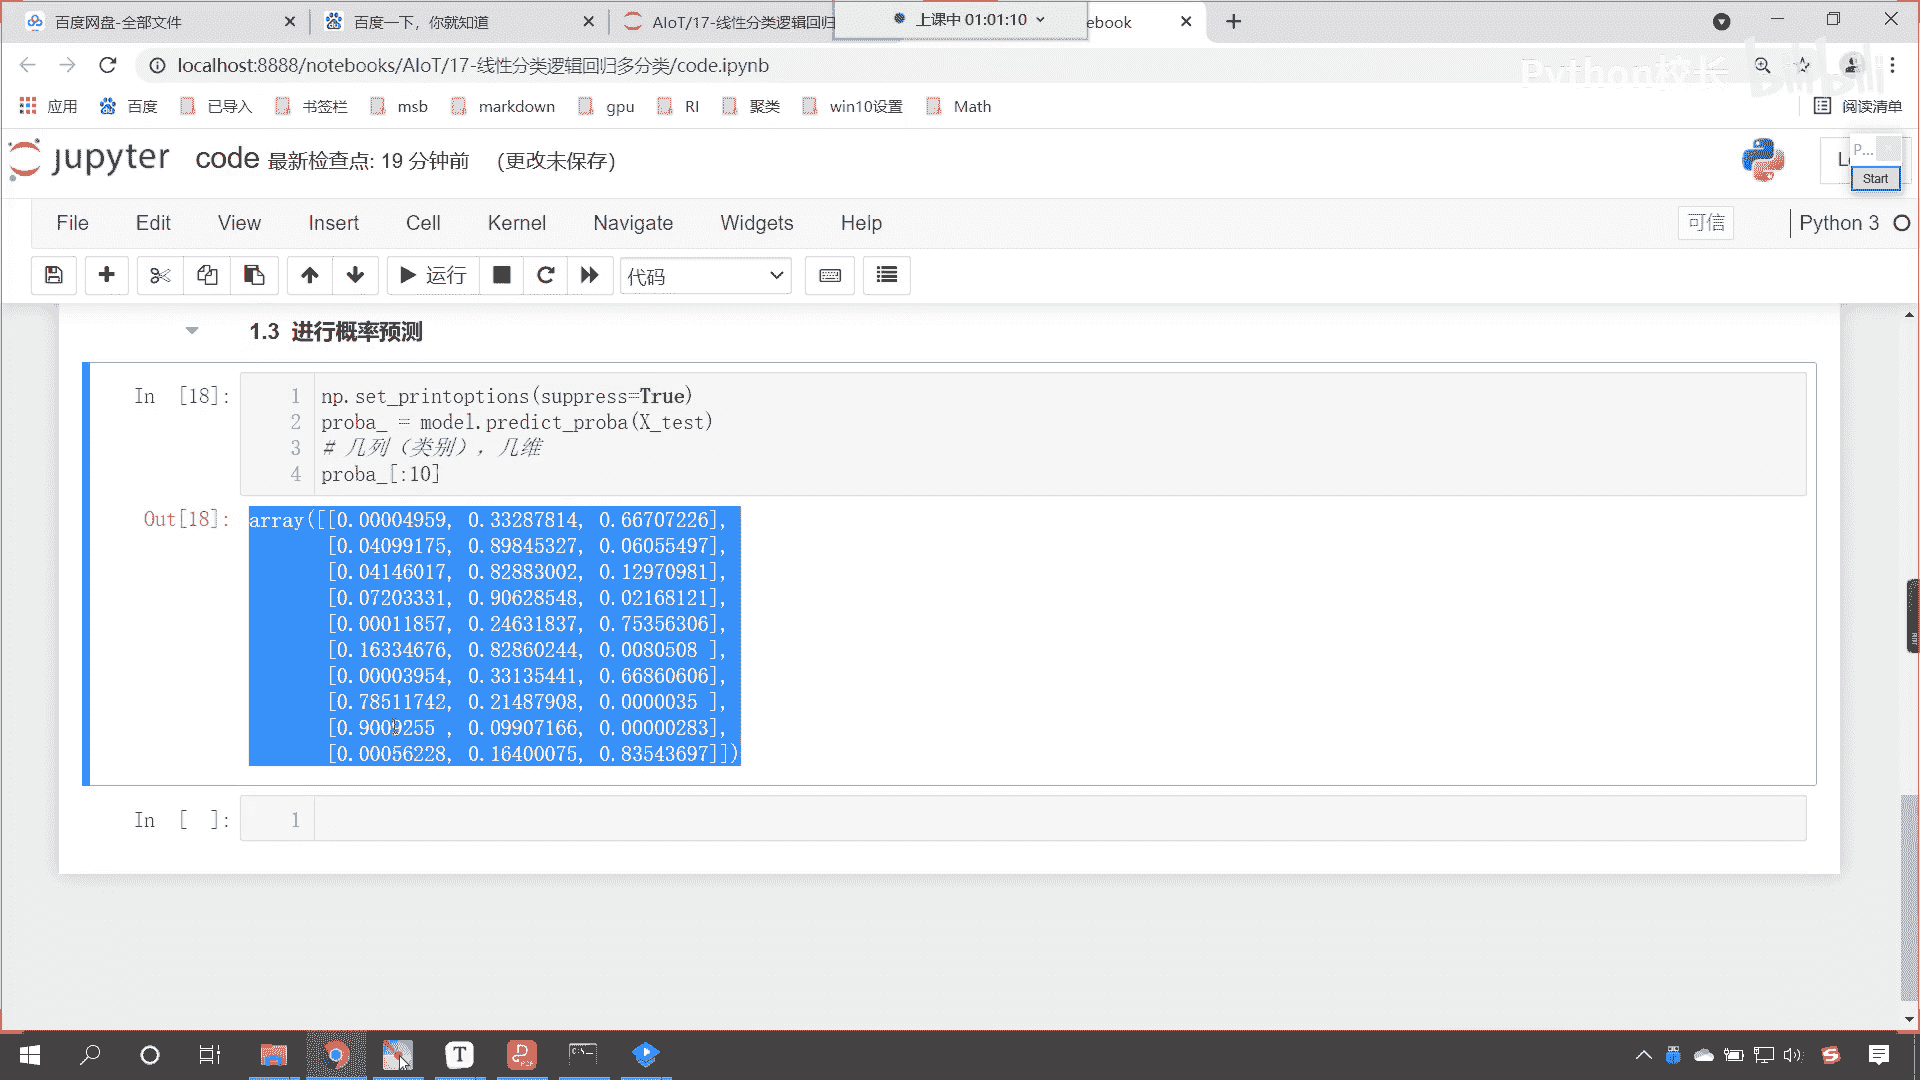 百度网盘-全部文件
百度一下，你就知道
AIoT/17-线性分类逻辑回归
上课中 01:01:10
ebook
localhost:8888/notebooks/AIoT/17-线性分类逻辑回归多分类/code.ipynb
Python校长
bilibili
应用 百度 已导入 书签栏 msb markdown gpu RI 聚类 win10设置 Math 阅读清单
jupyter code 最新检查点: 19 分钟前 (更改未保存)
P...
Start
File Edit View Insert Cell Kernel Navigate Widgets Help 可信 Python 3
运行 代码
1.3 进行概率预测
In [18]:
1 np.set_printoptions(suppress=True)
2 proba_ = model.predict_proba(X_test)
3 # 几列（类别），几维
4 proba_[:10]
Out[18]: array([[0.00004959, 0.33287814, 0.66707226],
[0.04099175, 0.89845327, 0.06055497],
[0.04146017, 0.82883002, 0.12970981],
[0.07203331, 0.90628548, 0.02168121],
[0.00011857, 0.24631837, 0.75356306],
[0.16334676, 0.82860244, 0.0080508 ],
[0.00003954, 0.33135441, 0.66860606],
[0.78511742, 0.21487908, 0.0000035 ],
[0.9009255 , 0.09907166, 0.00000283],
[0.00056228, 0.16400075, 0.83543697]])
In [ ]: 1